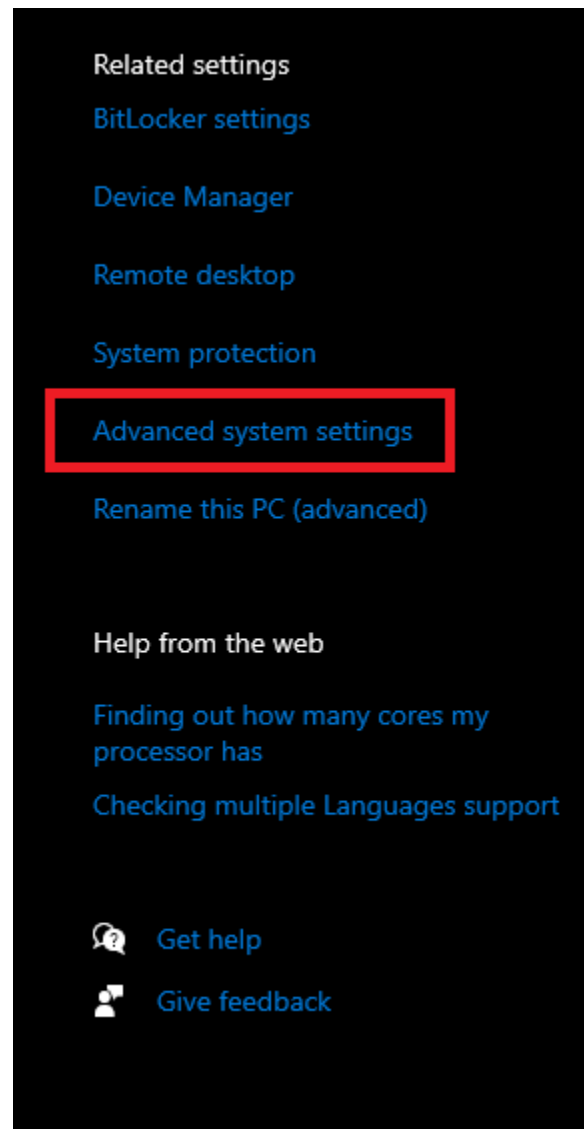 Related settings
BitLocker settings
Device Manager
Remote desktop
System protection
Advanced system settings
Rename this PC (advanced)
Help from the web
Finding out how many cores my
processor has
Checking multiple Languages support
Get help
Give feedback